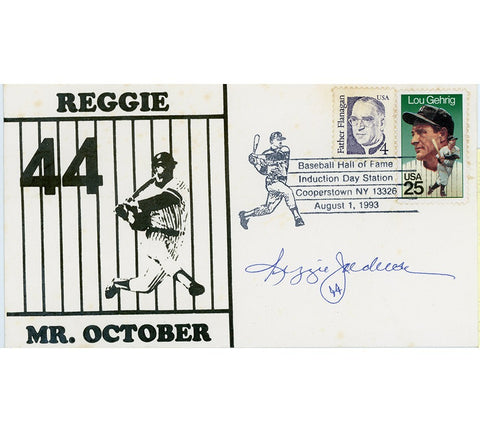 REGGIE
44
MR. OCTOBER
Father Flanagan
USA
4
Lou Gehrig
USA
25
Baseball Hall of Fame
Induction Day Station
Cooperstown NY 13326
August 1, 1993
Reggie Jackson
44